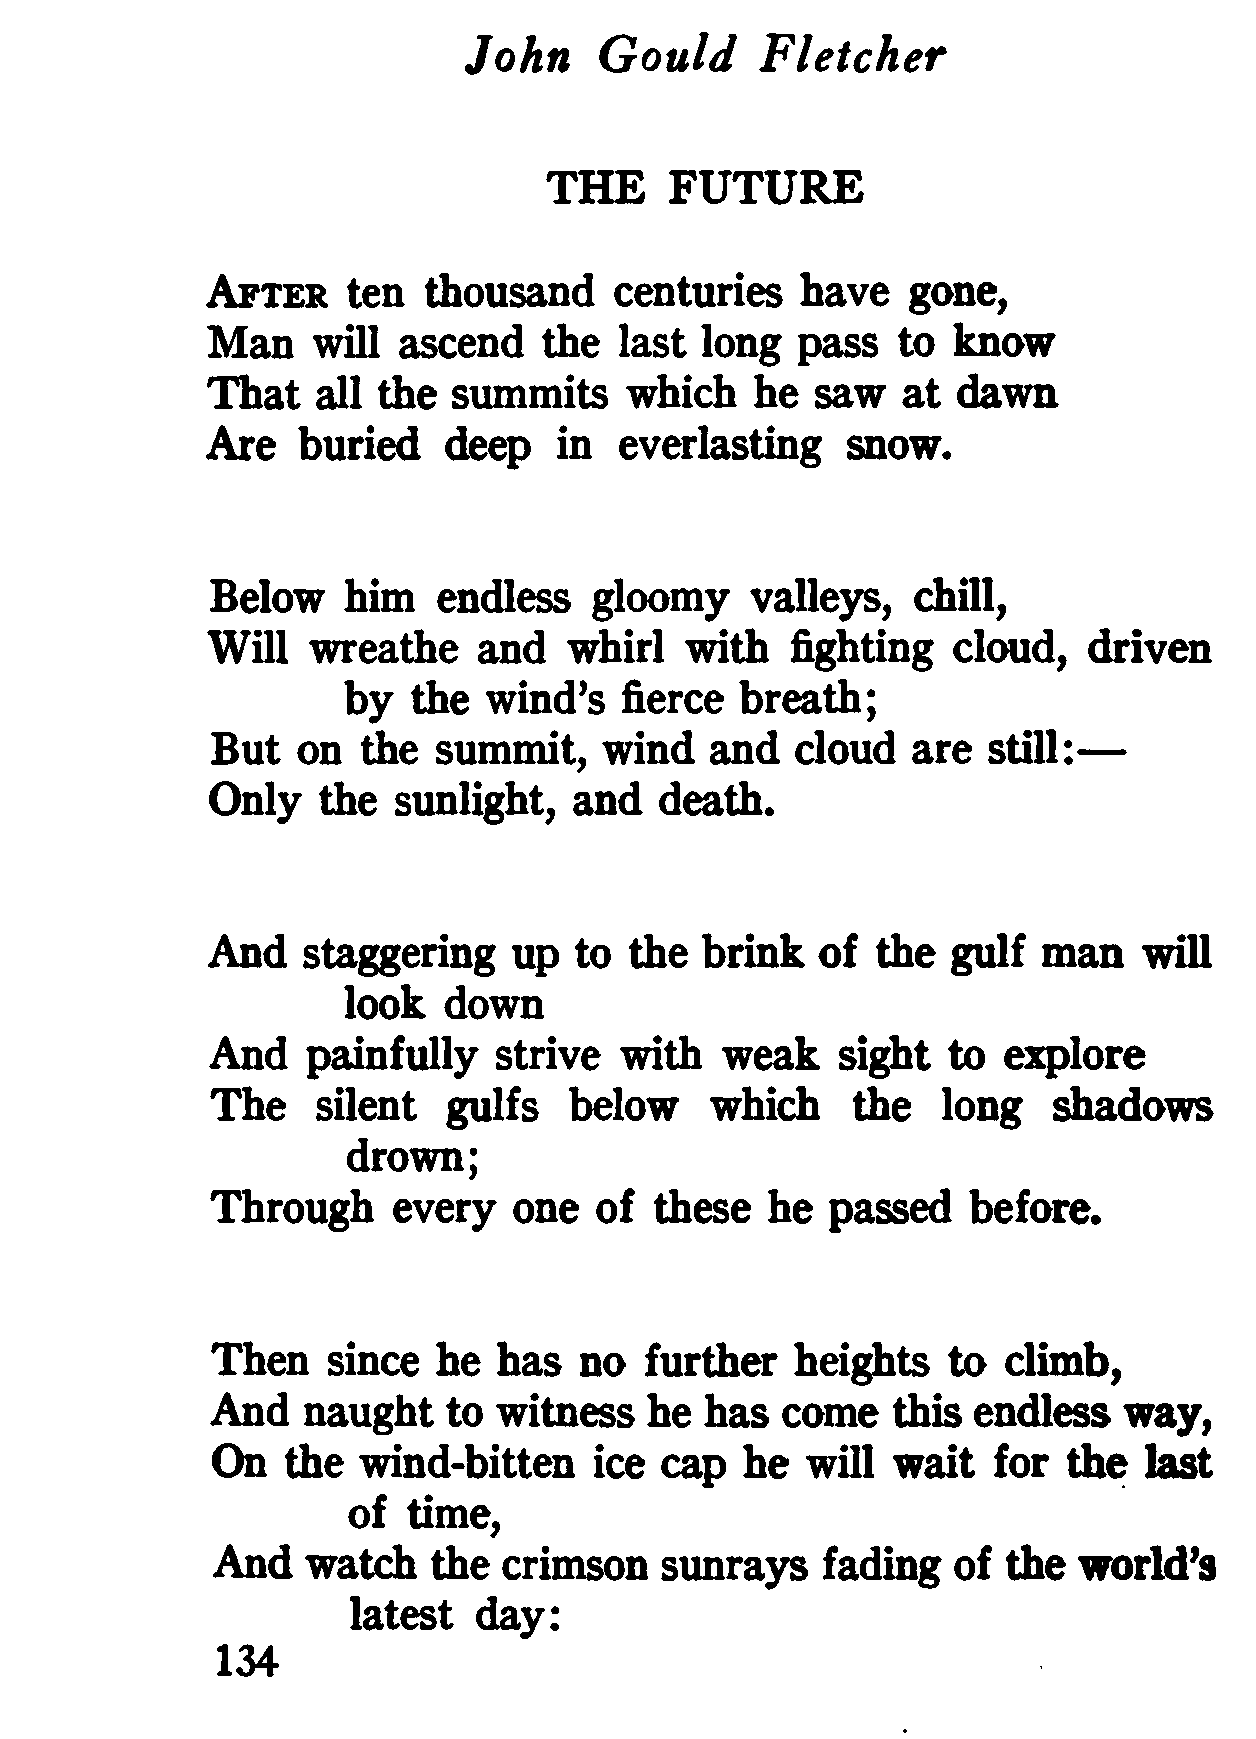 John Gould Fletcher
THE FUTURE
AFTER ten thousand centuries have gone,
Man will ascend the last long pass to know
That all the summits which he saw at dawn
Are buried deep in everlasting snow.
Below him endless gloomy valleys, chill,
Will wreathe and whirl with fighting cloud, driven
by the wind's fierce breath;
But on the summit, wind and cloud are still:—
Only the sunlight, and death.
And staggering up to the brink of the gulf man will
look down
And painfully strive with weak sight to explore
The silent gulfs below which the long shadows
drown;
Through every one of these he passed before.
Then since he has no further heights to climb,
And naught to witness he has come this endless way,
On the wind-bitten ice cap he will wait for the last
of time,
And watch the crimson sunrays fading of the world's
latest day:
134